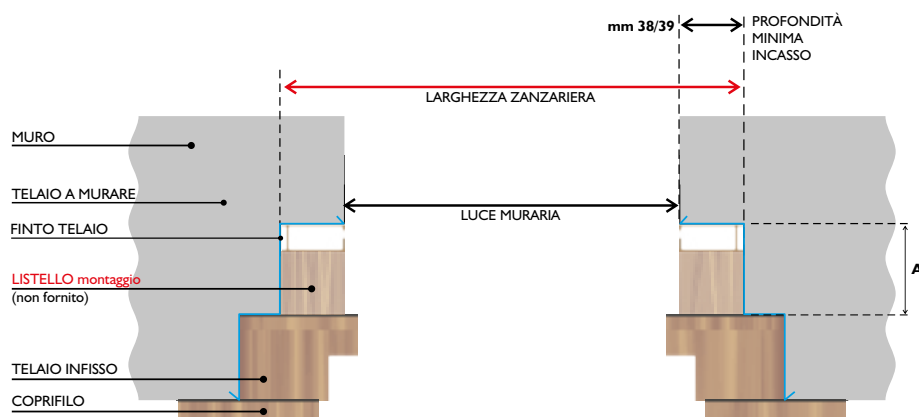 mm 38/39
PROFONDITÀ
MINIMA
INCASSO
LARGHEZZA ZANZARIERA
MURO
TELAIO A MURARE
LUCE MURARIA
FINTO TELAIO
LISTELLO montaggio
(non fornito)
A
TELAIO INFISSO
COPRIFILO